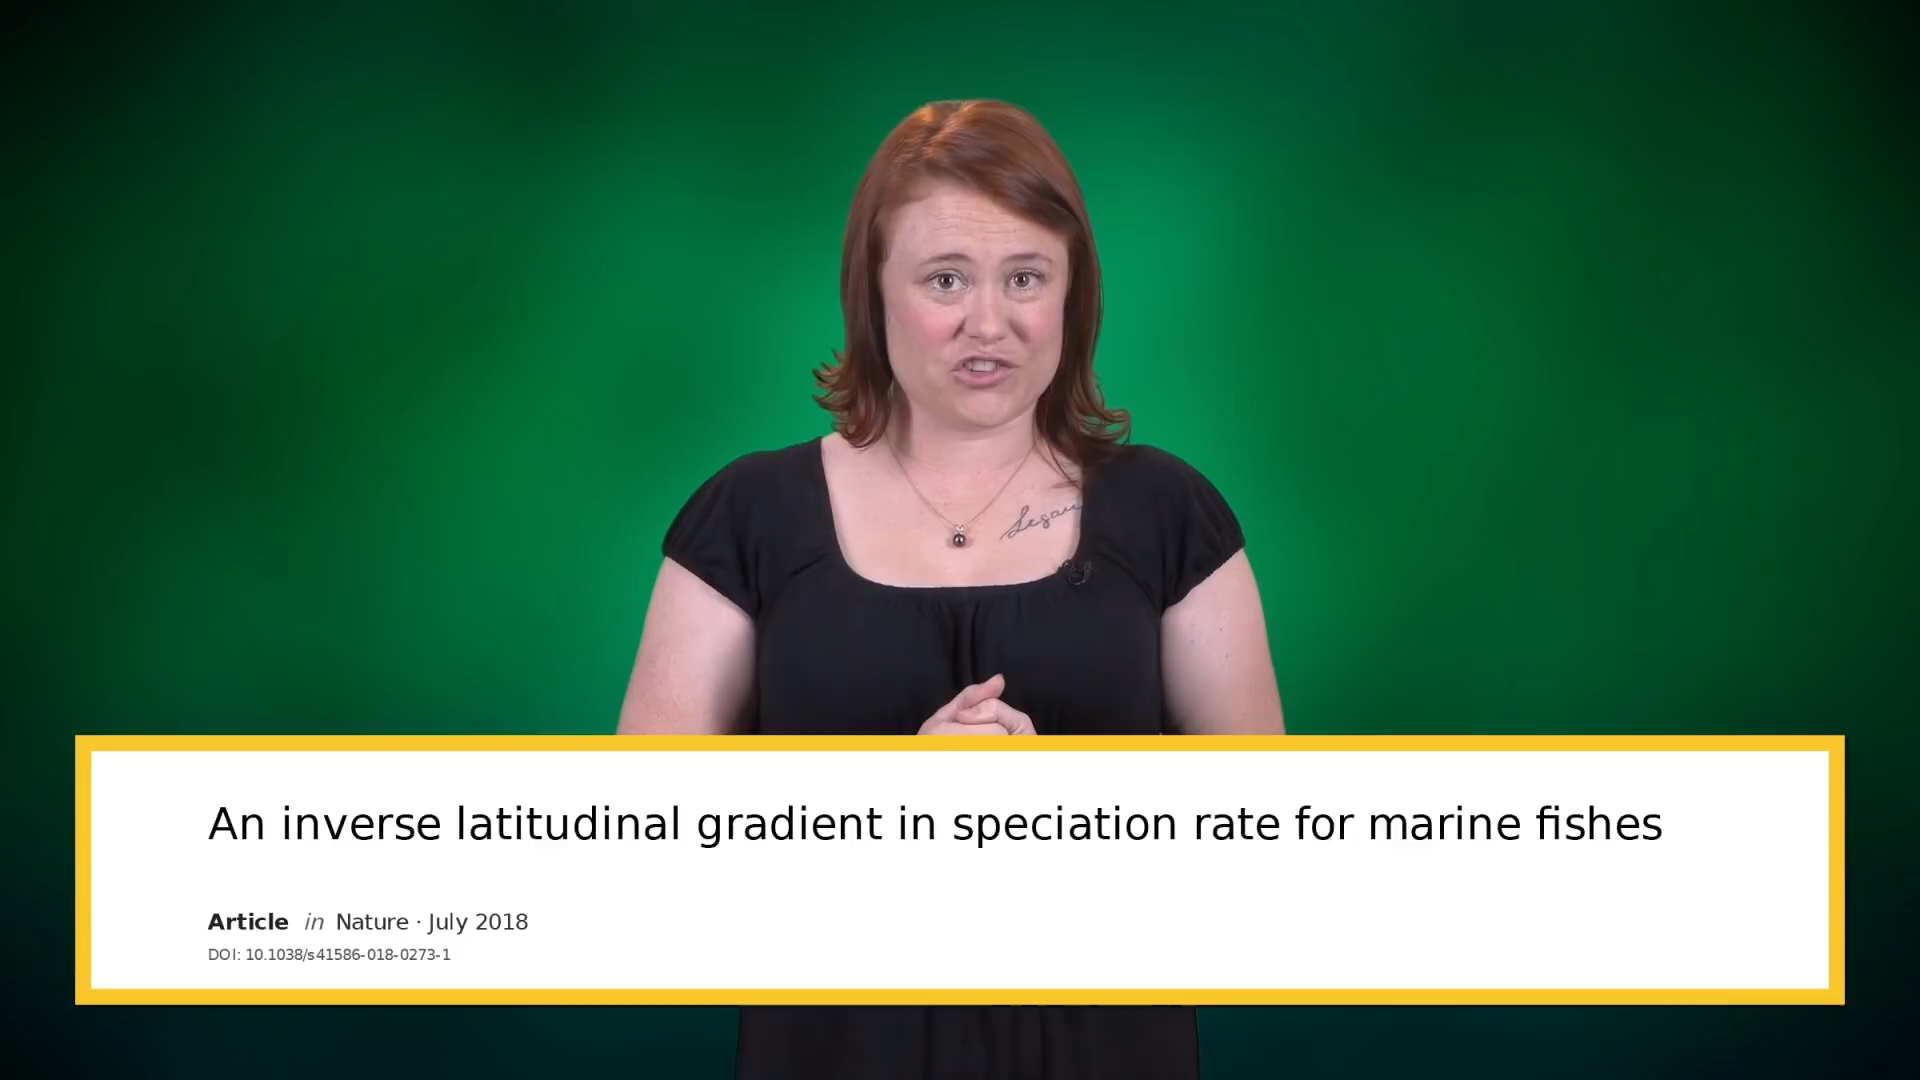 An inverse latitudinal gradient in speciation rate for marine fishes
Article in Nature · July 2018
DOI: 10.1038/s41586-018-0273-1